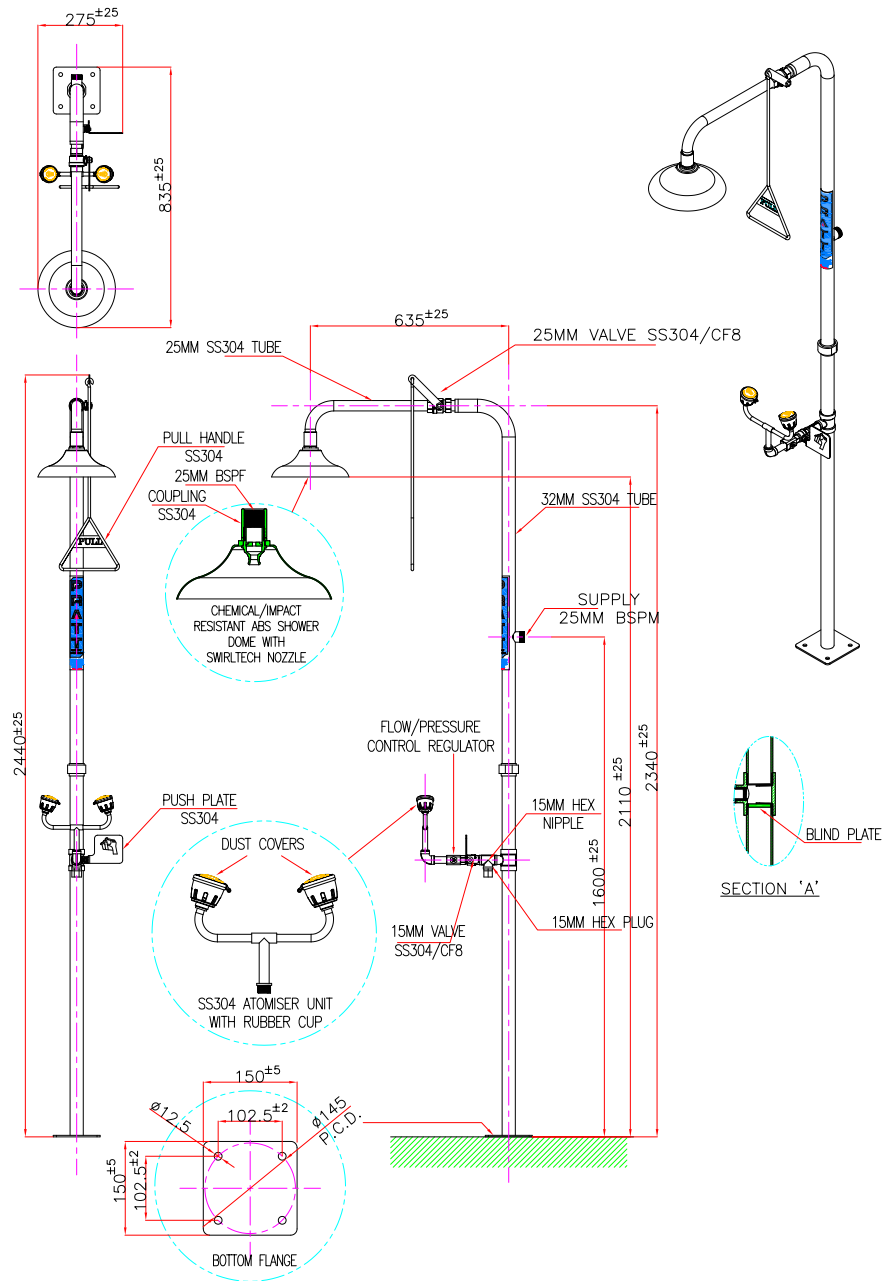 275±25
835±25
PULL
PRATT
635±25
25MM SS304 TUBE
25MM VALVE SS304/CF8
PULL HANDLE
SS304
25MM BSPF
COUPLING
SS304
PULL
32MM SS304 TUBE
CHEMICAL/IMPACT
RESISTANT ABS SHOWER
DOME WITH
SWIRLTECH NOZZLE
PRATT
SUPPLY
25MM BSPM
2440±25
2110±25
2340±25
1600±25
FLOW/PRESSURE
CONTROL REGULATOR
PUSH PLATE
SS304
15MM HEX
NIPPLE
DUST COVERS
BLIND PLATE
SECTION 'A'
15MM VALVE
SS304/CF8
15MM HEX PLUG
SS304 ATOMISER UNIT
WITH RUBBER CUP
150±5
ø12.5
102.5±2
ø145
P.C.D.
150±5
102.5±2
BOTTOM FLANGE